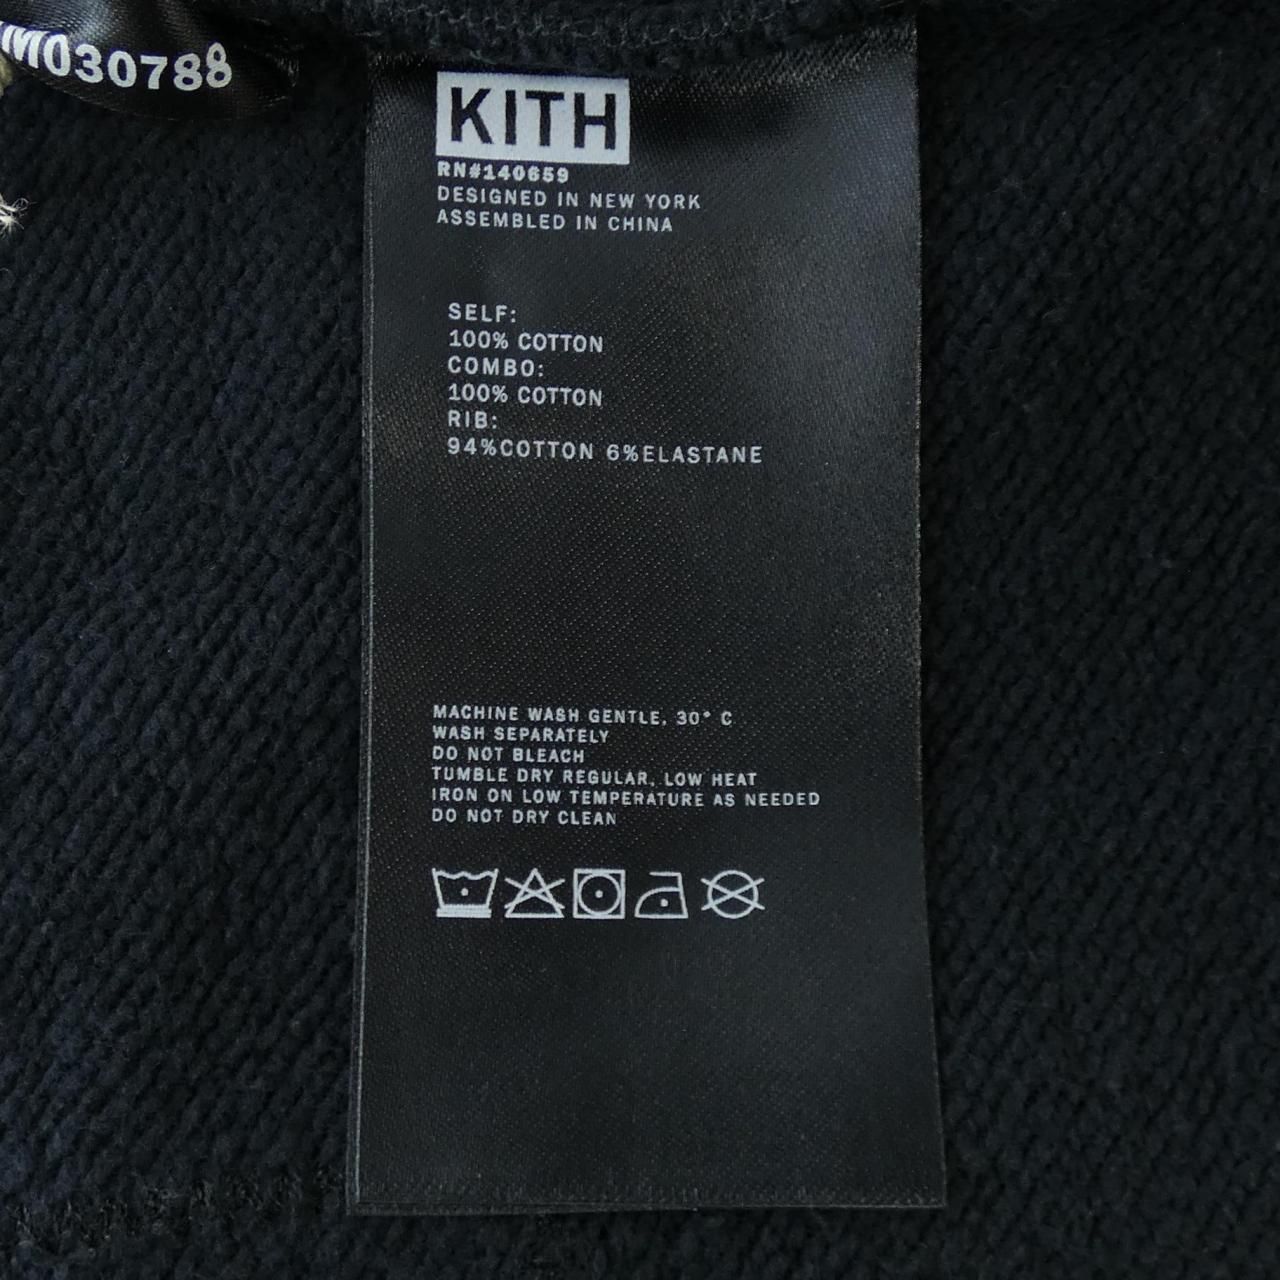 M030788
KITH
RN#140659
DESIGNED IN NEW YORK
ASSEMBLED IN CHINA
SELF:
100% COTTON
COMBO:
100% COTTON
RIB:
94%COTTON 6%ELASTANE
MACHINE WASH GENTLE, 30° C
WASH SEPARATELY
DO NOT BLEACH
TUMBLE DRY REGULAR, LOW HEAT
IRON ON LOW TEMPERATURE AS NEEDED
DO NOT DRY CLEAN